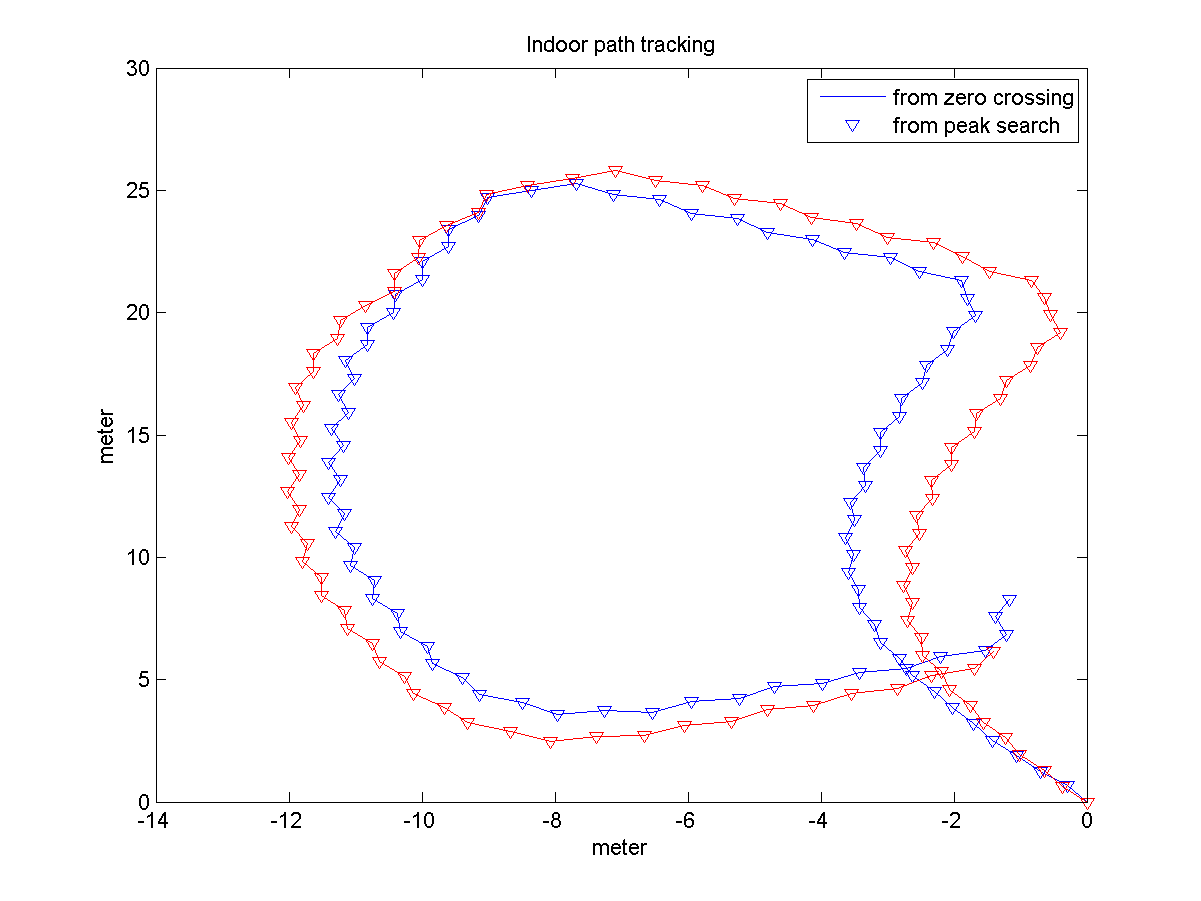 Indoor path tracking
30
from zero crossing
from peak search
25
20
15
meter
10
5
0
-14 -12 -10 -8 -6 -4 -2 0
meter